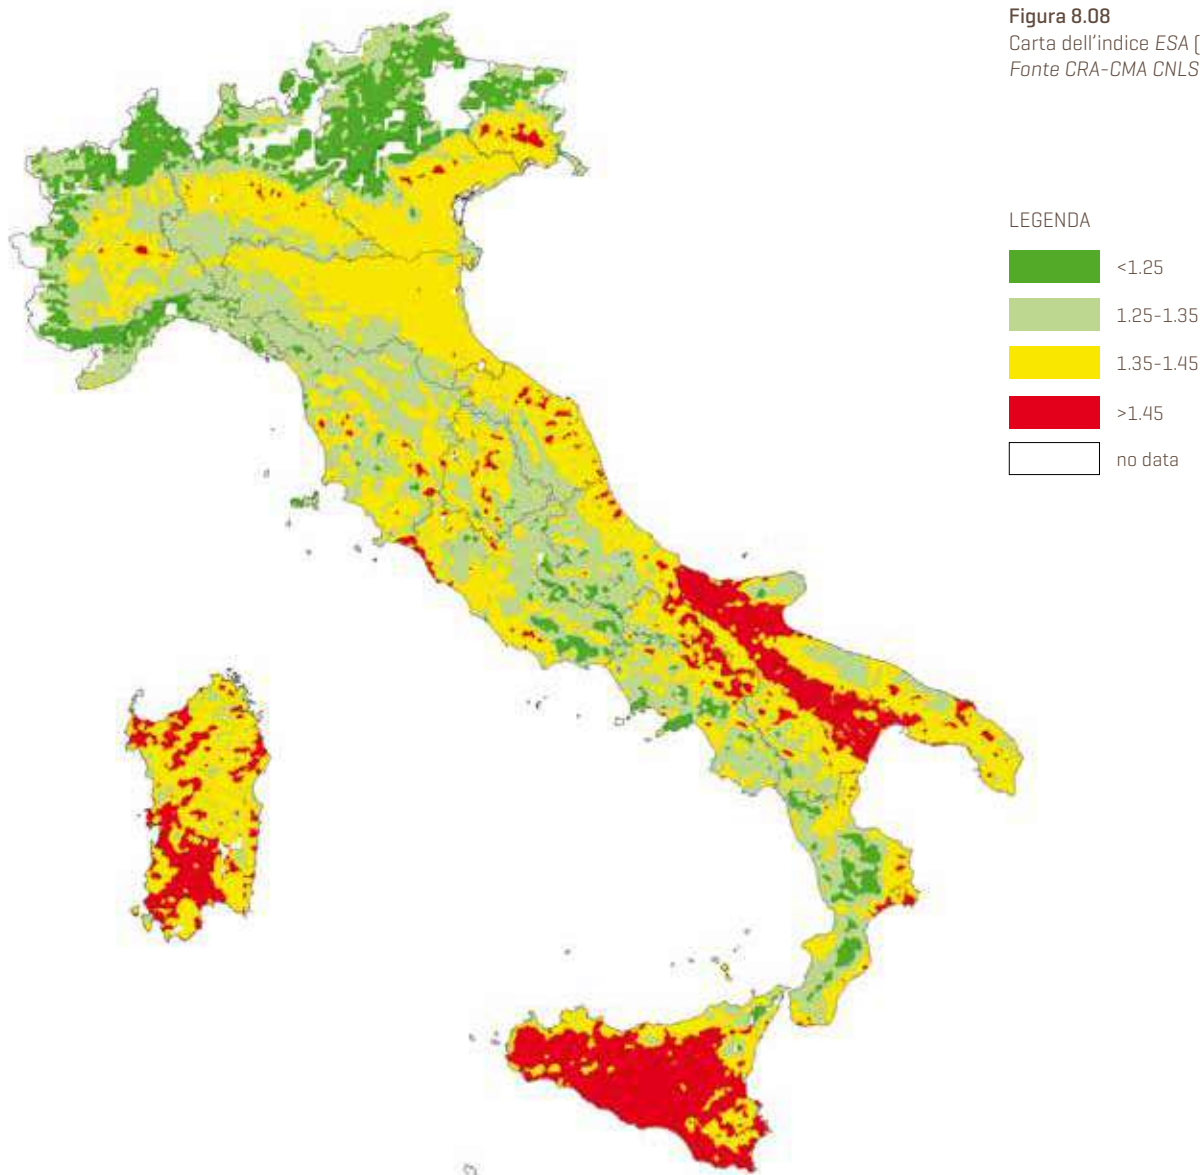 Figura 8.08
Carta dell'indice ESA [
Fonte CRA-CMA CNLS
LEGENDA
<1.25
1.25-1.35
1.35-1.45
>1.45
no data